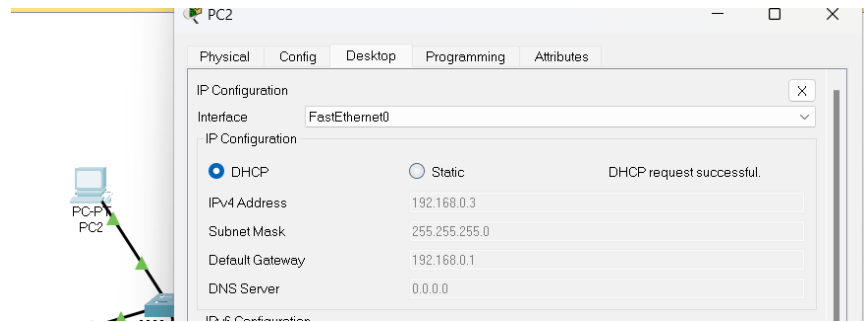 PC2
Physical Config Desktop Programming Attributes
IP Configuration X
Interface FastEthernet0
IP Configuration
DHCP Static DHCP request successful.
IPv4 Address 192.168.0.3
Subnet Mask 255.255.255.0
Default Gateway 192.168.0.1
DNS Server 0.0.0.0
IPv6 Configuration
PC-PT
PC2